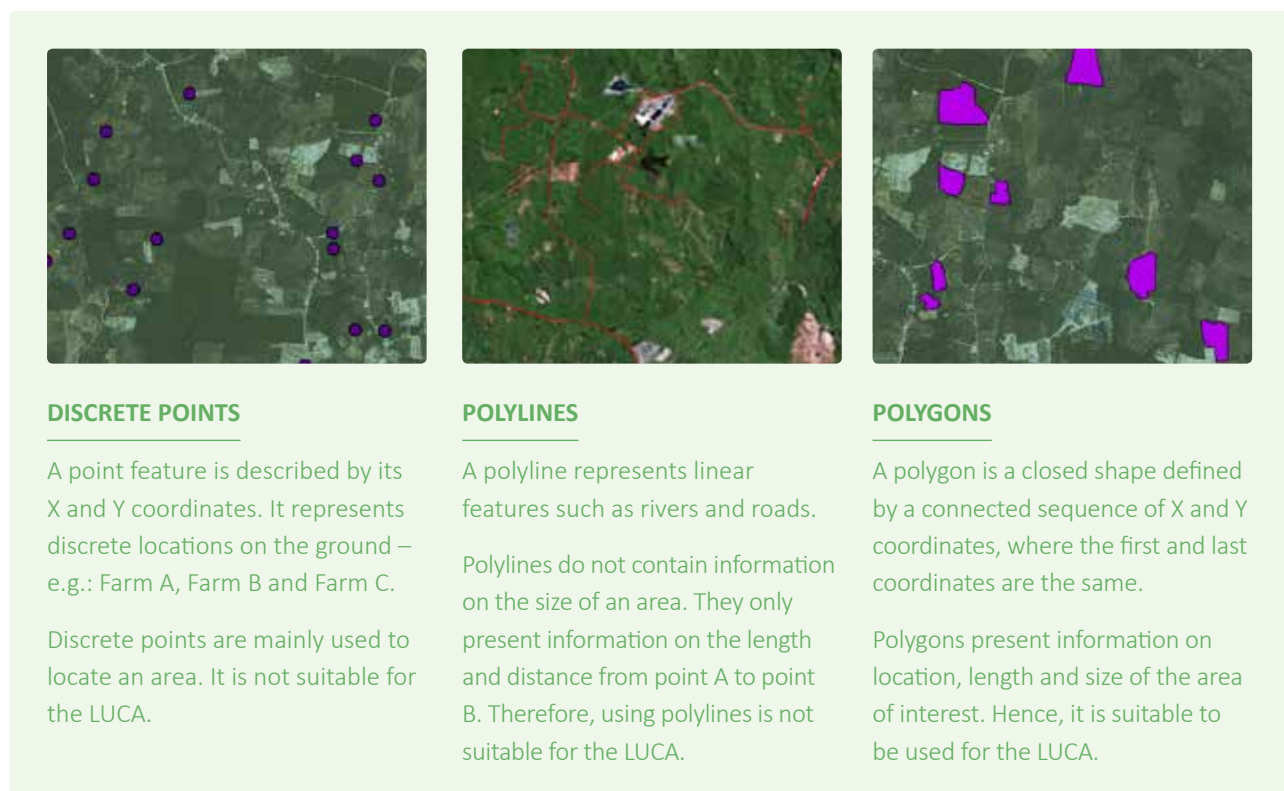 DISCRETE POINTS
A point feature is described by its
X and Y coordinates. It represents
discrete locations on the ground –
e.g.: Farm A, Farm B and Farm C.
Discrete points are mainly used to
locate an area. It is not suitable for
the LUCA.
POLYLINES
A polyline represents linear
features such as rivers and roads.
Polylines do not contain information
on the size of an area. They only
present information on the length
and distance from point A to point
B. Therefore, using polylines is not
suitable for the LUCA.
POLYGONS
A polygon is a closed shape defined
by a connected sequence of X and Y
coordinates, where the first and last
coordinates are the same.
Polygons present information on
location, length and size of the area
of interest. Hence, it is suitable to
be used for the LUCA.